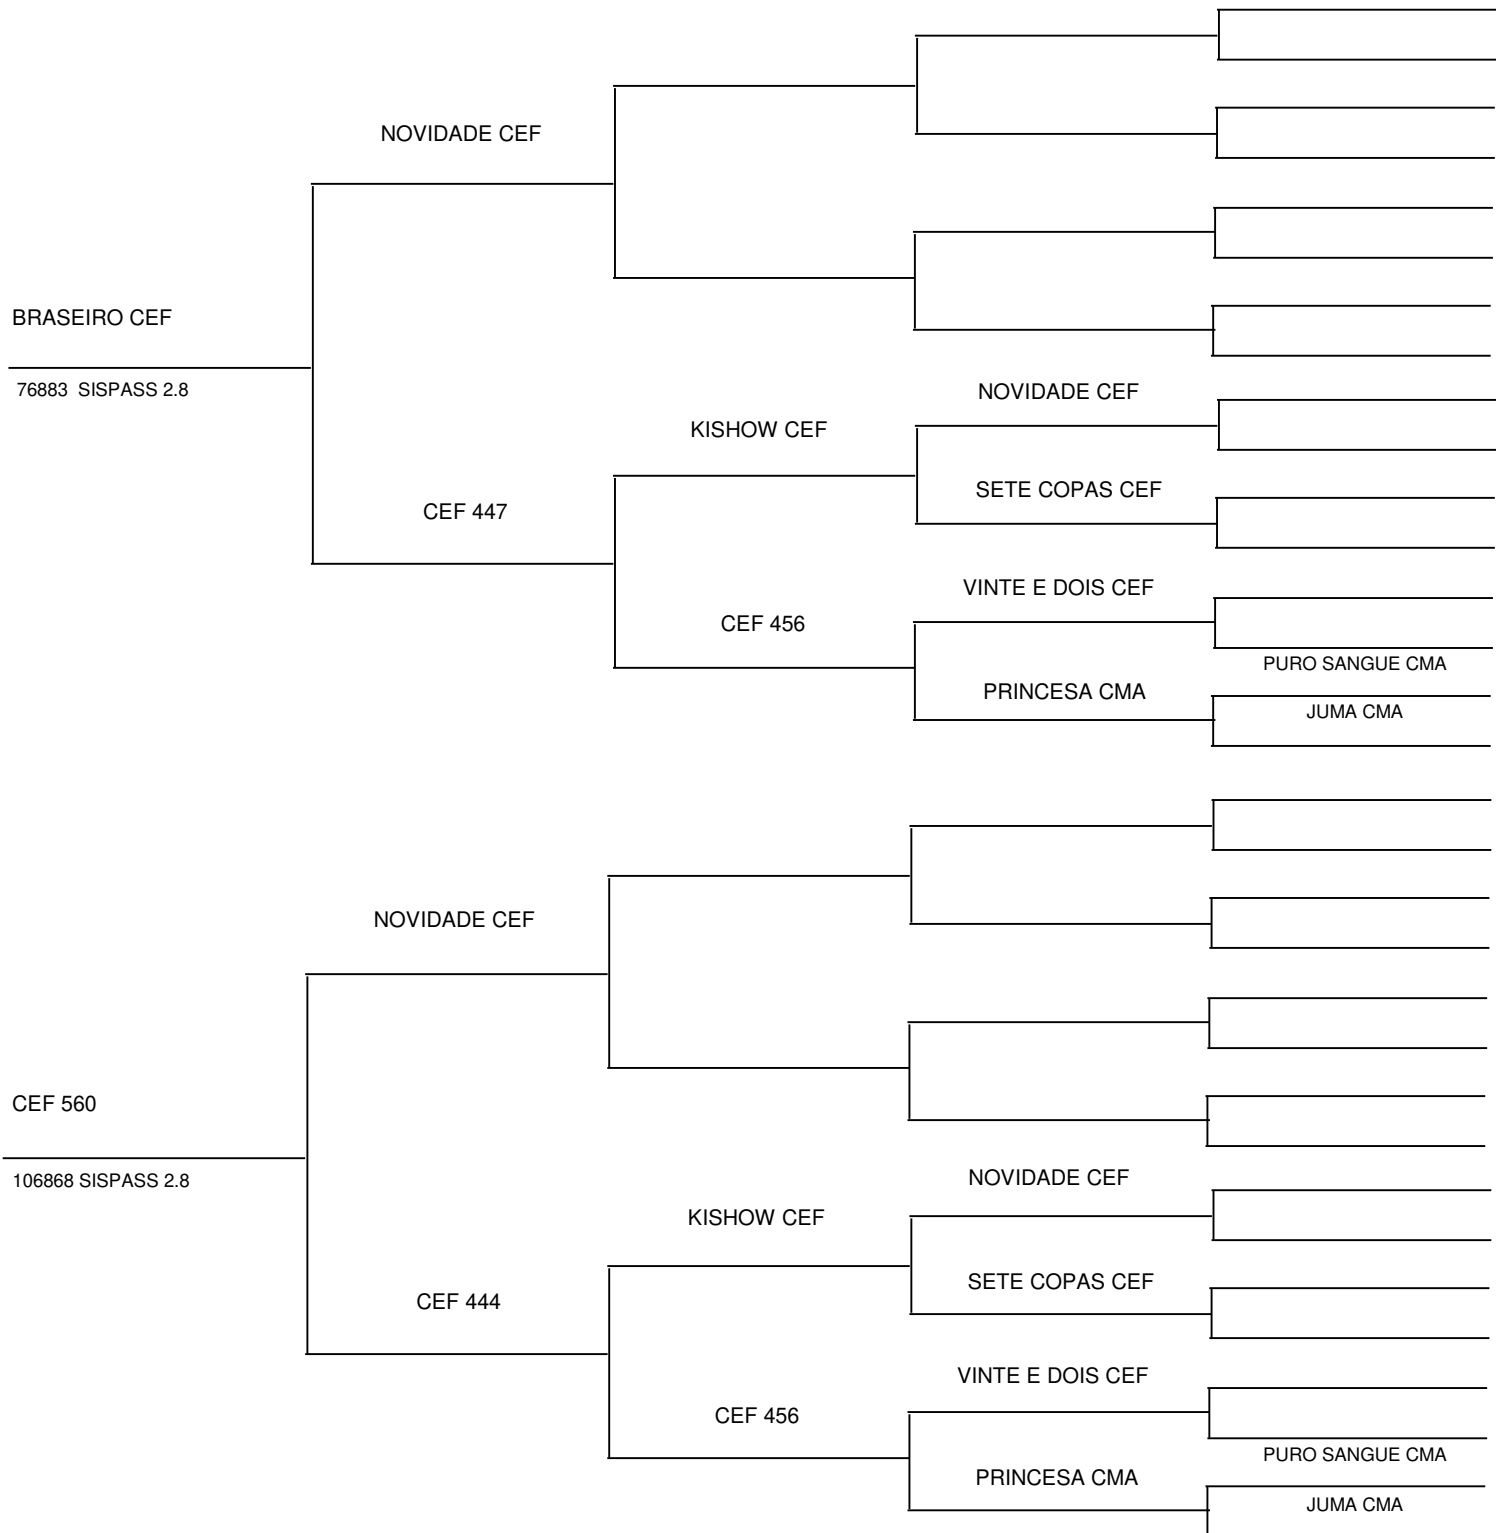 NOVIDADE CEF
BRASEIRO CEF
76883 SISPASS 2.8
NOVIDADE CEF
KISHOW CEF
SETE COPAS CEF
CEF 447
VINTE E DOIS CEF
CEF 456
PURO SANGUE CMA
PRINCESA CMA
JUMA CMA
NOVIDADE CEF
CEF 560
106868 SISPASS 2.8
NOVIDADE CEF
KISHOW CEF
SETE COPAS CEF
CEF 444
VINTE E DOIS CEF
CEF 456
PURO SANGUE CMA
PRINCESA CMA
JUMA CMA